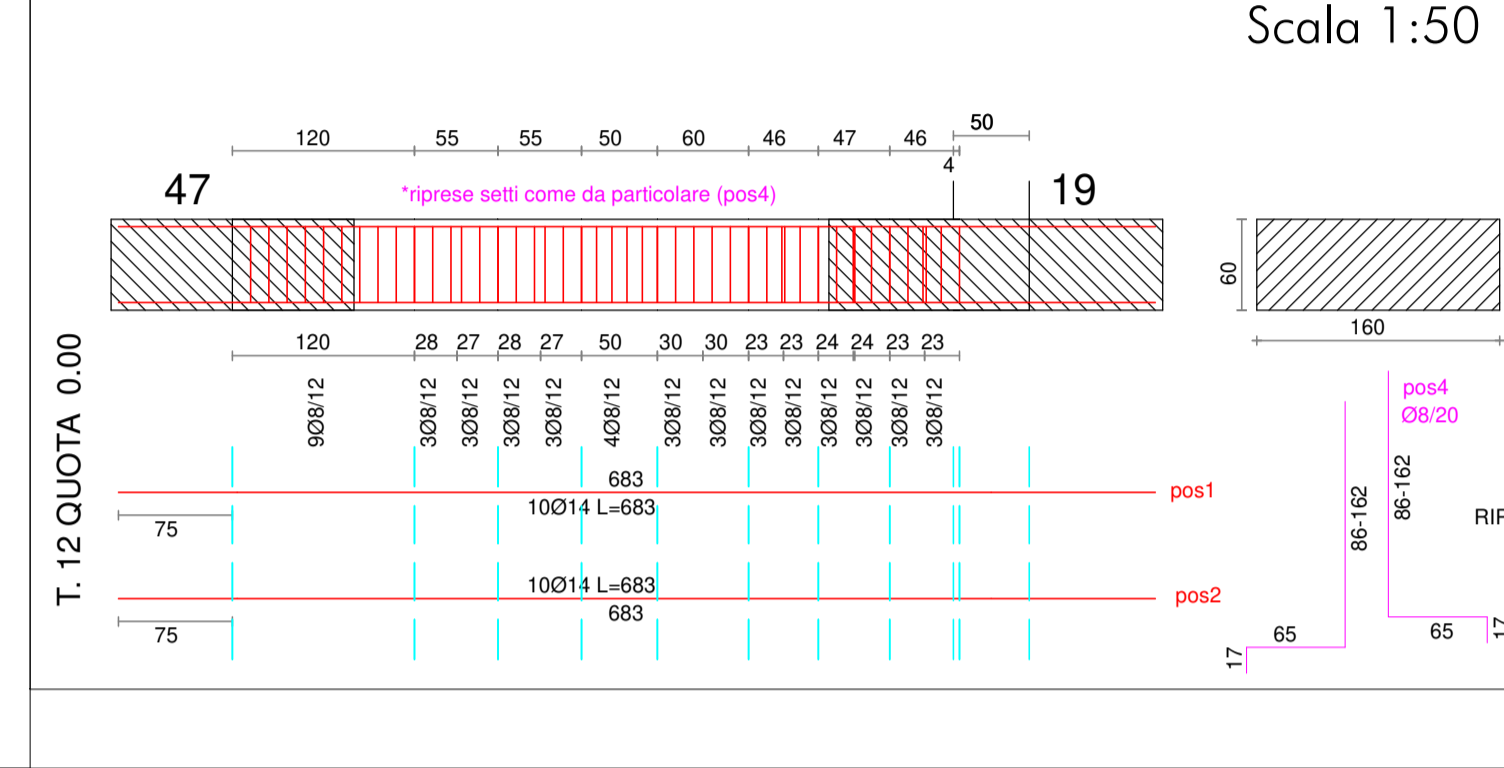 Scala 1:50
120 55 55 50 60 46 47 46 50
4
47 *riprese setti come da particolare (pos4) 19
60
160
120 28 27 28 27 50 30 30 23 23 24 24 23 23
9Ø8/12 3Ø8/12 3Ø8/12 3Ø8/12 3Ø8/12 4Ø8/12 3Ø8/12 3Ø8/12 3Ø8/12 3Ø8/12 3Ø8/12 3Ø8/12 3Ø8/12 3Ø8/12
T. 12 QUOTA 0.00
683
10Ø14 L=683
pos1
75
10Ø14 L=683
683
pos2
75
pos4
Ø8/20
86-162
86-162
RIF
65
17
65
17